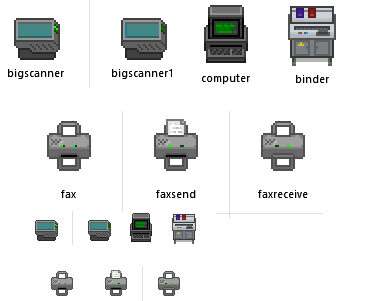 bigscanner
bigscanner1
computer
binder
fax
faxsend
faxreceive